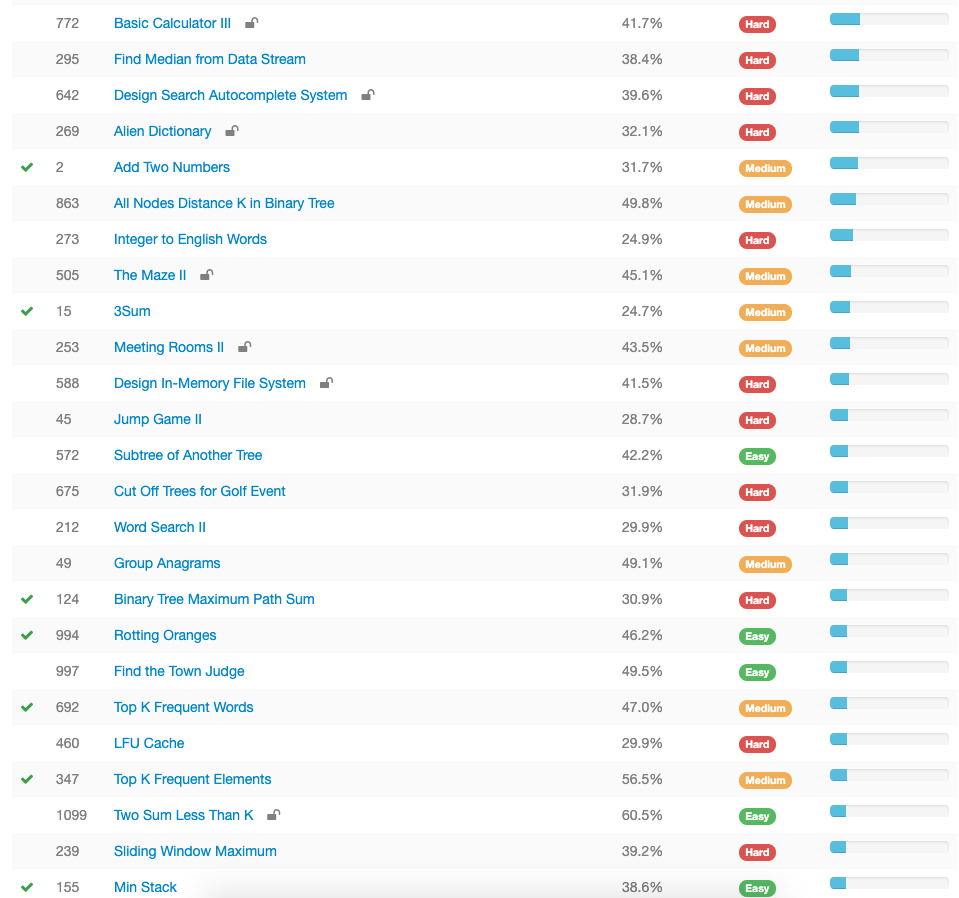 772 Basic Calculator III 41.7% Hard
295 Find Median from Data Stream 38.4% Hard
642 Design Search Autocomplete System 39.6% Hard
269 Alien Dictionary 32.1% Hard
2 Add Two Numbers 31.7% Medium
863 All Nodes Distance K in Binary Tree 49.8% Medium
273 Integer to English Words 24.9% Hard
505 The Maze II 45.1% Medium
15 3Sum 24.7% Medium
253 Meeting Rooms II 43.5% Medium
588 Design In-Memory File System 41.5% Hard
45 Jump Game II 28.7% Hard
572 Subtree of Another Tree 42.2% Easy
675 Cut Off Trees for Golf Event 31.9% Hard
212 Word Search II 29.9% Hard
49 Group Anagrams 49.1% Medium
124 Binary Tree Maximum Path Sum 30.9% Hard
994 Rotting Oranges 46.2% Easy
997 Find the Town Judge 49.5% Easy
692 Top K Frequent Words 47.0% Medium
460 LFU Cache 29.9% Hard
347 Top K Frequent Elements 56.5% Medium
1099 Two Sum Less Than K 60.5% Easy
239 Sliding Window Maximum 39.2% Hard
155 Min Stack 38.6% Easy